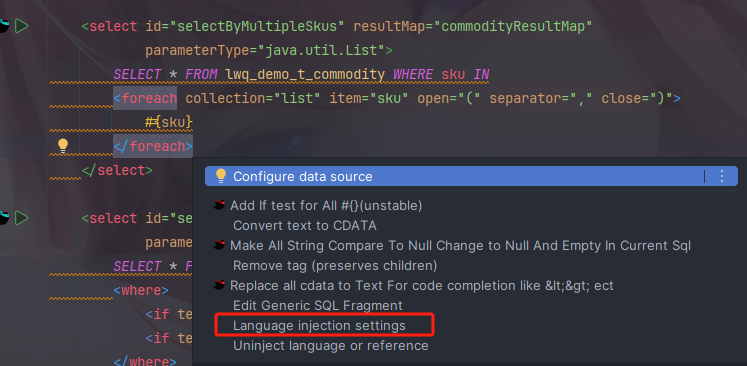 <select id="selectByMultipleSkus" resultMap="commodityResultMap"
parameterType="java.util.List">
SELECT * FROM lwq_demo_t_commodity WHERE sku IN
<foreach collection="list" item="sku" open="(" separator="," close=")">
#{sku}
</foreach>
</select>
<select id="se
parame
SELECT * F
<where>
<if te
<if te
</where>
Configure data source
Add If test for All #{}(unstable)
Convert text to CDATA
Make All String Compare To Null Change to Null And Empty In Current Sql
Remove tag (preserves children)
Replace all cdata to Text For code completion like &lt;&gt; ect
Edit Generic SQL Fragment
Language injection settings
Uninject language or reference